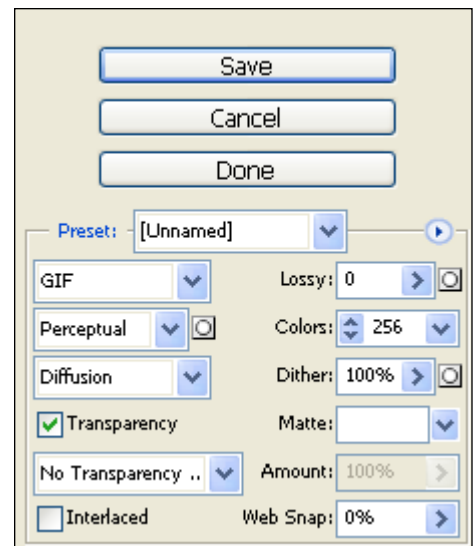 Save
Cancel
Done
Preset: [Unnamed]
GIF Lossy: 0
Perceptual Colors: 256
Diffusion Dither: 100%
Transparency Matte:
No Transparency .. Amount: 100%
Interlaced Web Snap: 0%